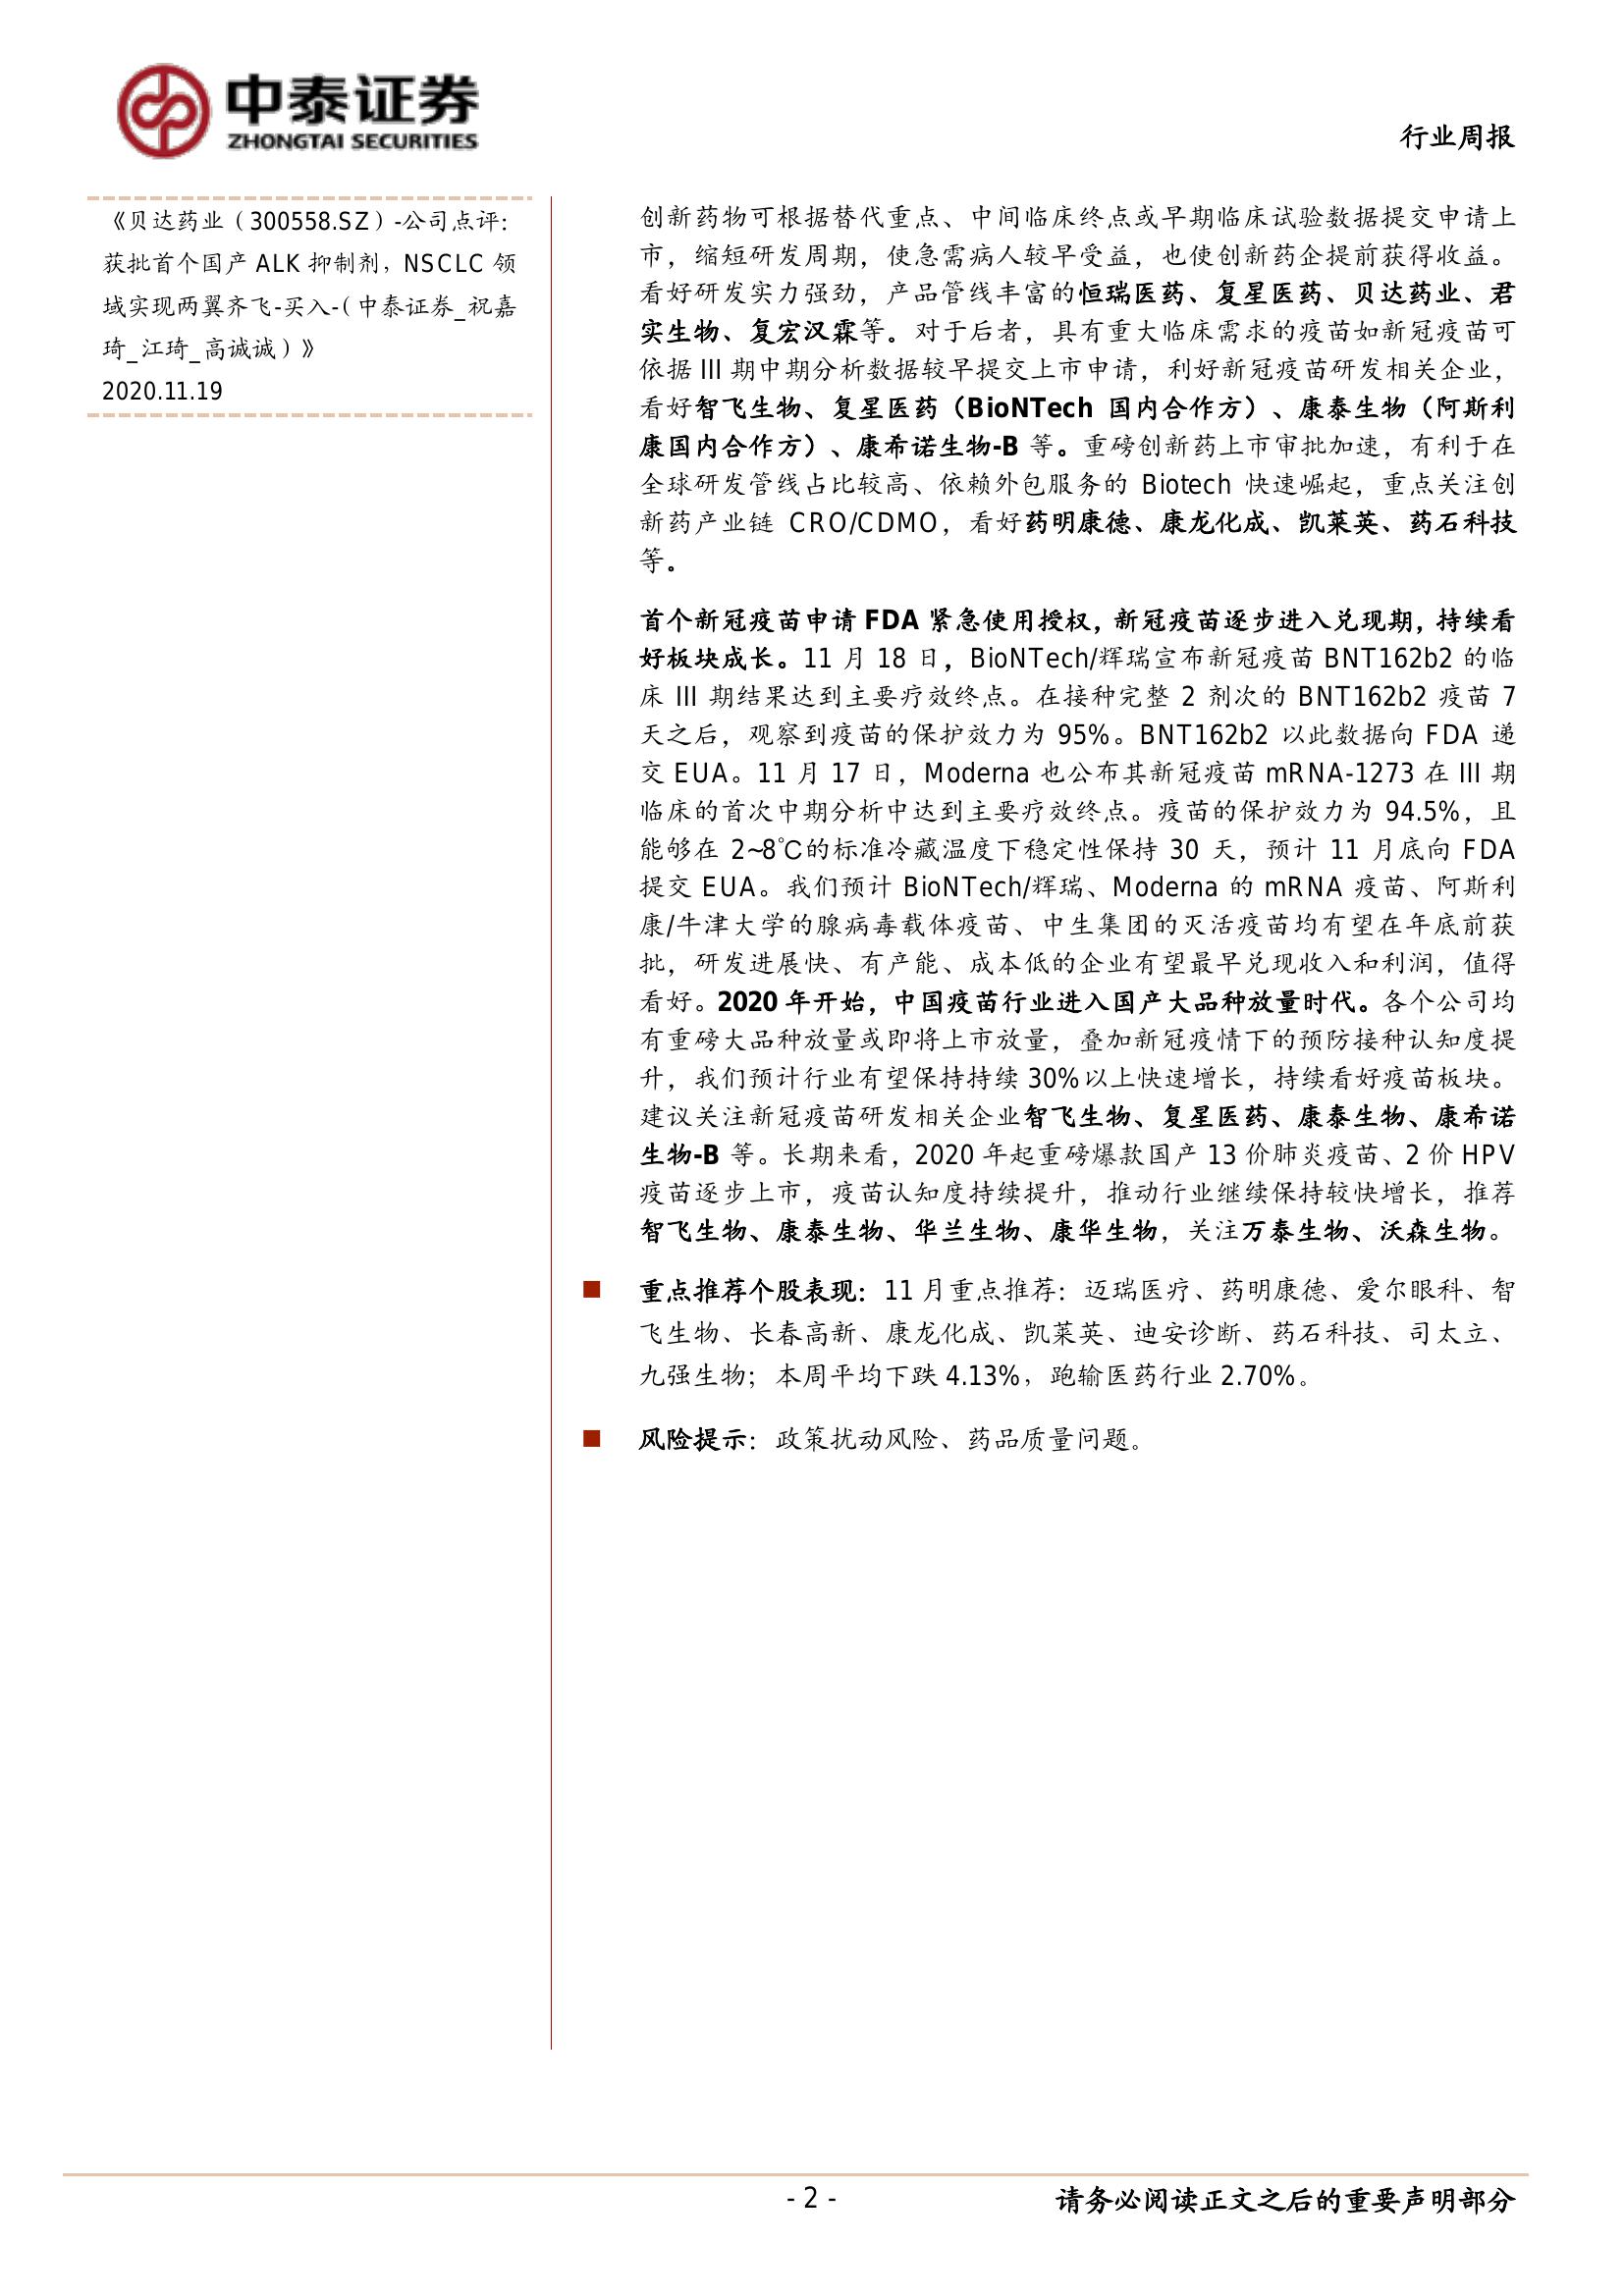 中泰证券
ZHONGTAI SECURITIES
行业周报
《贝达药业（300558.SZ）-公司点评：
获批首个国产 ALK 抑制剂，NSCLC 领
域实现两翼齐飞-买入-(中泰证券_祝嘉
琦_江琦_高诚诚）》
2020.11.19
创新药物可根据替代重点、中间临床终点或早期临床试验数据提交申请上
市，缩短研发周期，使急需病人较早受益，也使创新药企提前获得收益。
看好研发实力强劲，产品管线丰富的恒瑞医药、复星医药、贝达药业、君
实生物、复宏汉霖等。对于后者，具有重大临床需求的疫苗如新冠疫苗可
依据 III 期中期分析数据较早提交上市申请，利好新冠疫苗研发相关企业，
看好智飞生物、复星医药（BioNTech 国内合作方）、康泰生物（阿斯利
康国内合作方）、康希诺生物-B 等。重磅创新药上市审批加速，有利于在
全球研发管线占比较高、依赖外包服务的 Biotech 快速崛起，重点关注创
新药产业链 CRO/CDMO，看好药明康德、康龙化成、凯莱英、药石科技
等。
首个新冠疫苗申请 FDA 紧急使用授权，新冠疫苗逐步进入兑现期，持续看
好板块成长。11 月 18 日，BioNTech/辉瑞宣布新冠疫苗 BNT162b2 的临
床 III 期结果达到主要疗效终点。在接种完整 2 剂次的 BNT162b2 疫苗 7
天之后，观察到疫苗的保护效力为 95%。BNT162b2 以此数据向 FDA 递
交 EUA。11 月 17 日，Moderna 也公布其新冠疫苗 mRNA-1273 在 III 期
临床的首次中期分析中达到主要疗效终点。疫苗的保护效力为 94.5%，且
能够在 2~8℃的标准冷藏温度下稳定性保持 30 天，预计 11 月底向 FDA
提交 EUA。我们预计 BioNTech/辉瑞、Moderna 的 mRNA 疫苗、阿斯利
康/牛津大学的腺病毒载体疫苗、中生集团的灭活疫苗均有望在年底前获
批，研发进展快、有产能、成本低的企业有望最早兑现收入和利润，值得
看好。2020 年开始，中国疫苗行业进入国产大品种放量时代。各个公司均
有重磅大品种放量或即将上市放量，叠加新冠疫情下的预防接种认知度提
升，我们预计行业有望保持持续 30%以上快速增长，持续看好疫苗板块。
建议关注新冠疫苗研发相关企业智飞生物、复星医药、康泰生物、康希诺
生物-B 等。长期来看，2020 年起重磅爆款国产 13 价肺炎疫苗、2 价 HPV
疫苗逐步上市，疫苗认知度持续提升，推动行业继续保持较快增长，推荐
智飞生物、康泰生物、华兰生物、康华生物，关注万泰生物、沃森生物。
重点推荐个股表现：11 月重点推荐：迈瑞医疗、药明康德、爱尔眼科、智
飞生物、长春高新、康龙化成、凯莱英、迪安诊断、药石科技、司太立、
九强生物；本周平均下跌 4.13%，跑输医药行业 2.70%。
风险提示：政策扰动风险、药品质量问题。
- 2 -
请务必阅读正文之后的重要声明部分